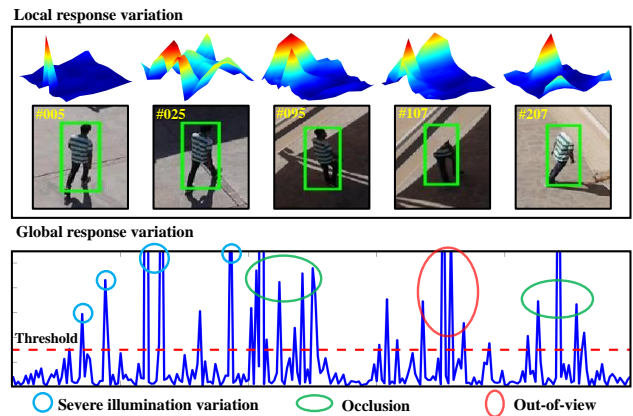 Local response variation
#005 #025 #095 #107 #207
Global response variation
Threshold
Severe illumination variation Occlusion Out-of-view